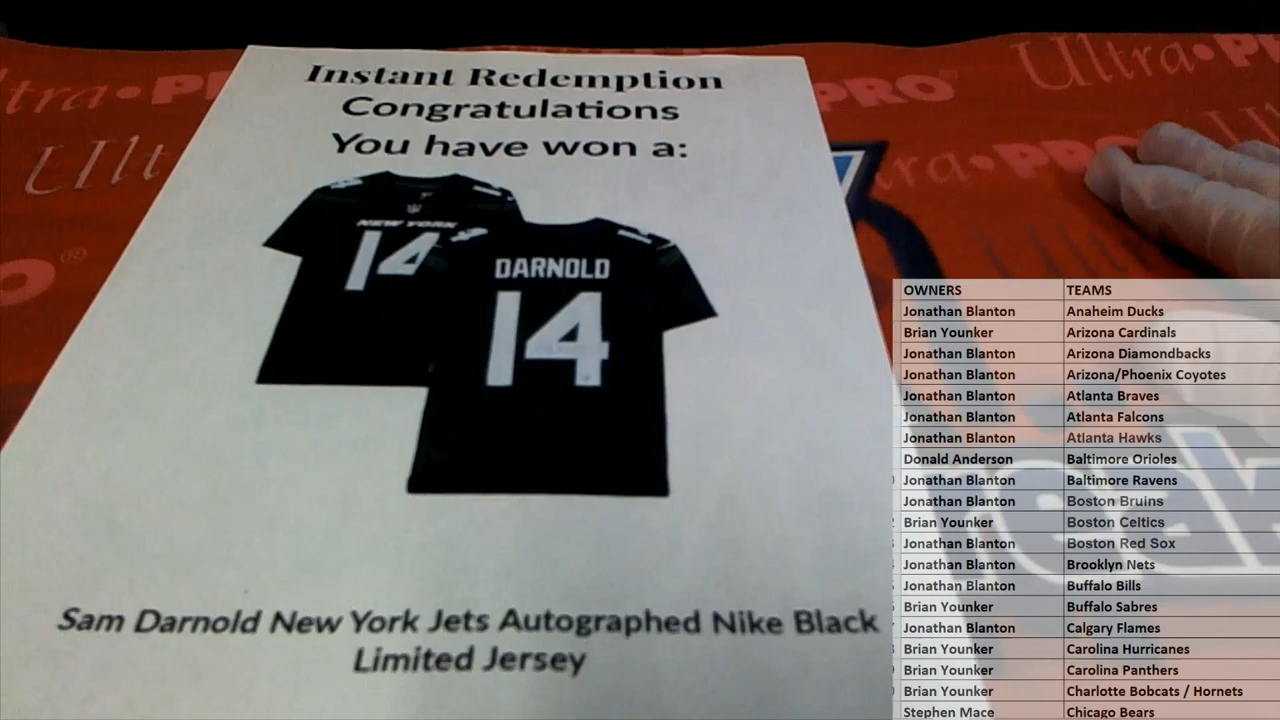 Instant Redemption
Congratulations
You have won a:
NEW YORK
14
DARNOLD
14
Sam Darnold New York Jets Autographed Nike Black
Limited Jersey
Ultra PRO
Ultra PRO
PRO
Ultra
OWNERS TEAMS
Jonathan Blanton Anaheim Ducks
Brian Younker Arizona Cardinals
Jonathan Blanton Arizona Diamondbacks
Jonathan Blanton Arizona/Phoenix Coyotes
Jonathan Blanton Atlanta Braves
Jonathan Blanton Atlanta Falcons
Jonathan Blanton Atlanta Hawks
Donald Anderson Baltimore Orioles
Jonathan Blanton Baltimore Ravens
Jonathan Blanton Boston Bruins
Brian Younker Boston Celtics
Jonathan Blanton Boston Red Sox
Jonathan Blanton Brooklyn Nets
Jonathan Blanton Buffalo Bills
Brian Younker Buffalo Sabres
Jonathan Blanton Calgary Flames
Brian Younker Carolina Hurricanes
Brian Younker Carolina Panthers
Brian Younker Charlotte Bobcats / Hornets
Stephen Mace Chicago Bears